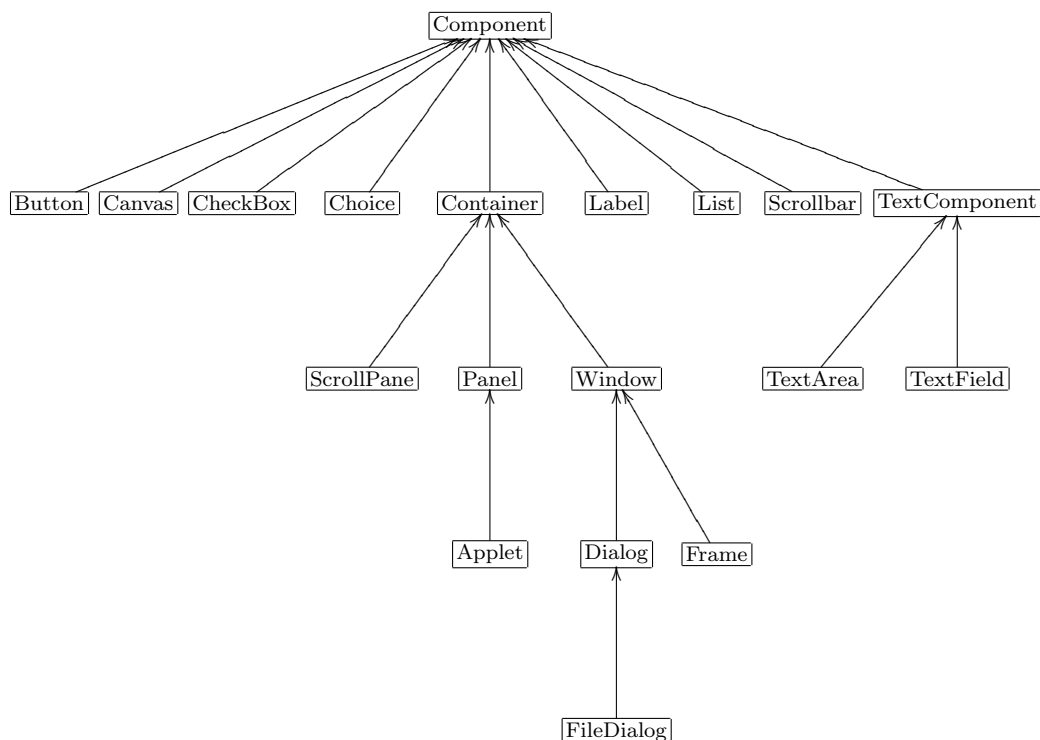 Component
Button Canvas CheckBox Choice Container Label List Scrollbar TextComponent
ScrollPane Panel Window TextArea TextField
Applet Dialog Frame
FileDialog